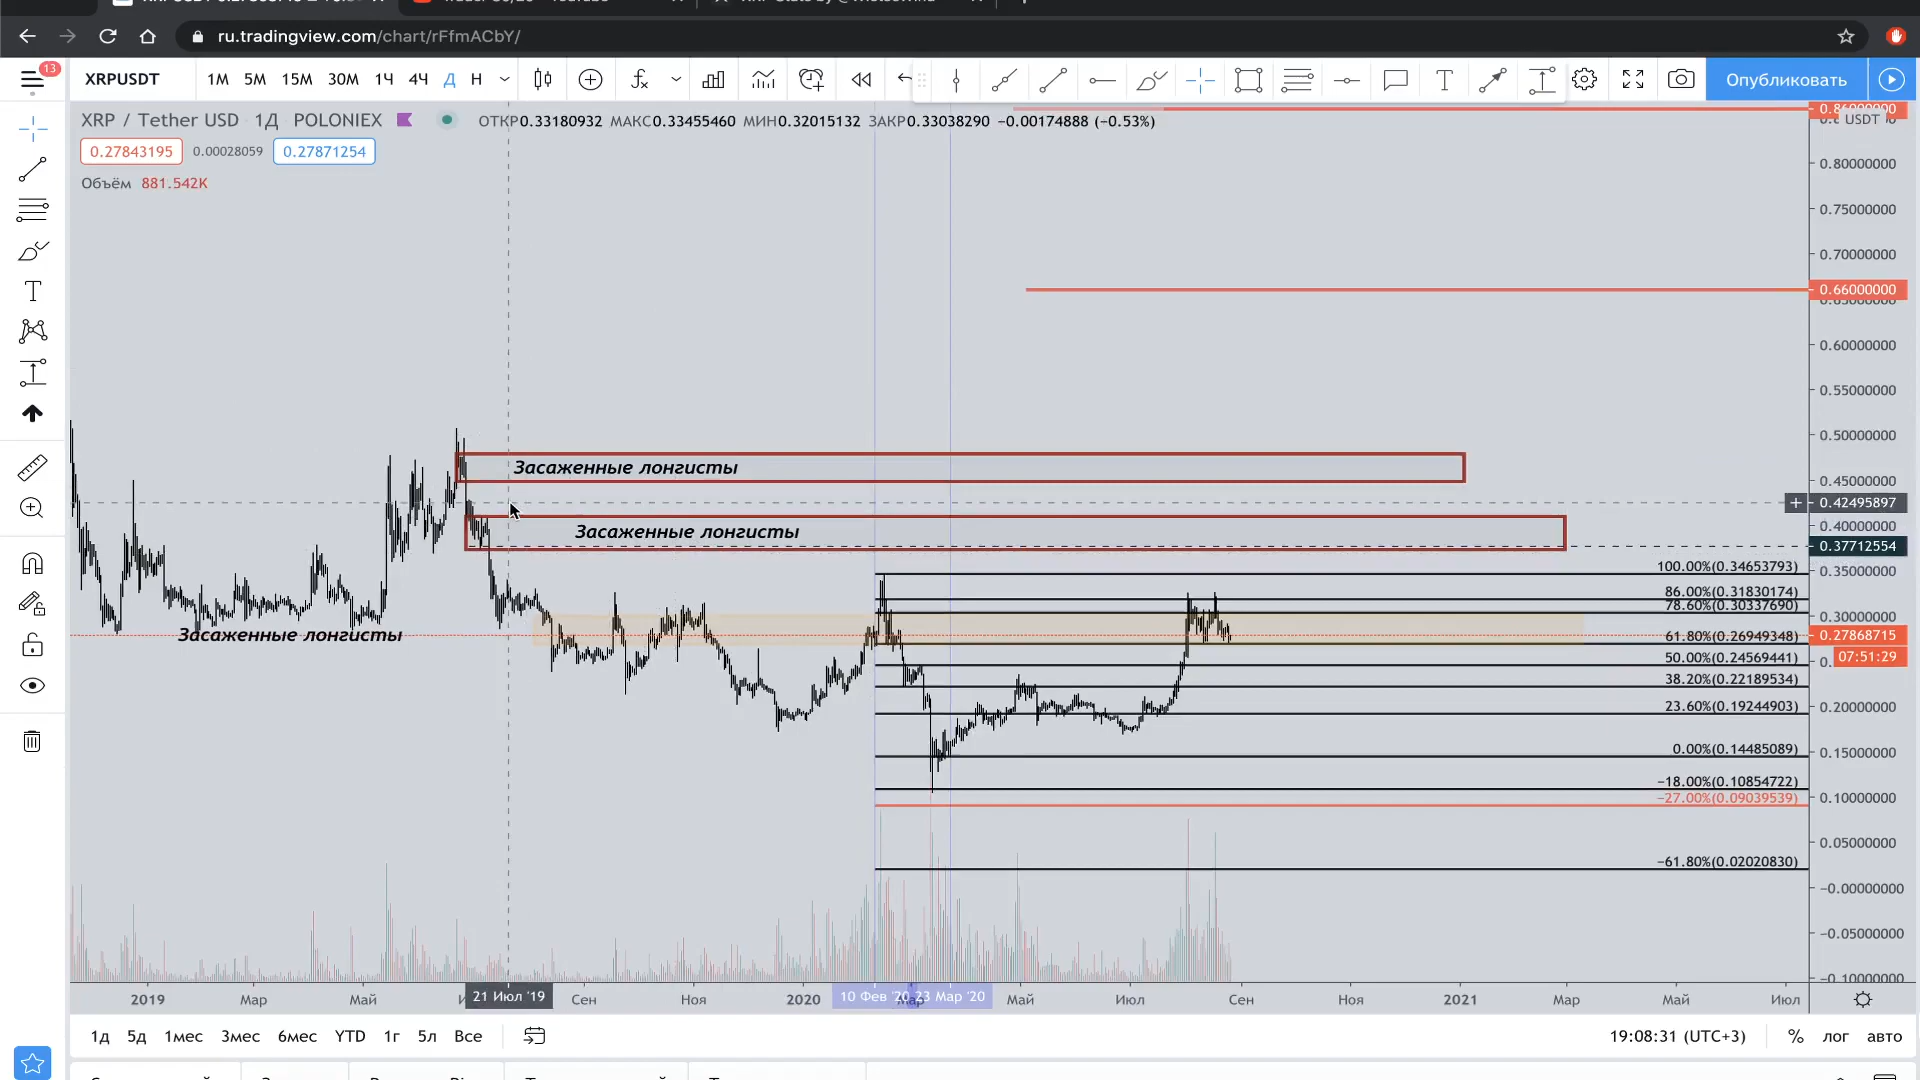 ru.tradingview.com/chart/rFfmACbY/
13
XRPUSDT 1М 5М 15М 30М 1Ч 4Ч Д Н
Опубликовать
XRP / Tether USD 1Д POLONIEX ОТКР0.33180932 МАКС0.33455460 МИН0.32015132 ЗАКР0.33038290 −0.00174888 (−0.53%)
0.27843195 0.00028059 0.27871254
Объём 881.542K
USDT
0.80000000
0.75000000
0.70000000
0.66000000
0.60000000
0.55000000
0.50000000
Засаженные лонгисты
0.45000000
0.42495897
0.40000000
Засаженные лонгисты
0.37712554
100.00%(0.34653793)
0.35000000
86.00%(0.31830174)
78.60%(0.30337690)
0.30000000
Засаженные лонгисты
61.80%(0.26949348)
0.27868715
07:51:29
50.00%(0.24569441)
38.20%(0.22189534)
23.60%(0.19244903)
0.20000000
0.00%(0.14485089)
0.15000000
−18.00%(0.10854722)
−27.00%(0.09039539)
0.10000000
0.05000000
−61.80%(0.02020830)
−0.00000000
−0.05000000
−0.10000000
2019 Мар Май 21 Июл '19 Сен Ноя 2020 10 Фев '20 23 Мар '20 Май Июл Сен Ноя 2021 Мар Май Июл
1д 5д 1мес 3мес 6мес YTD 1г 5л Все 19:08:31 (UTC+3) % лог авто